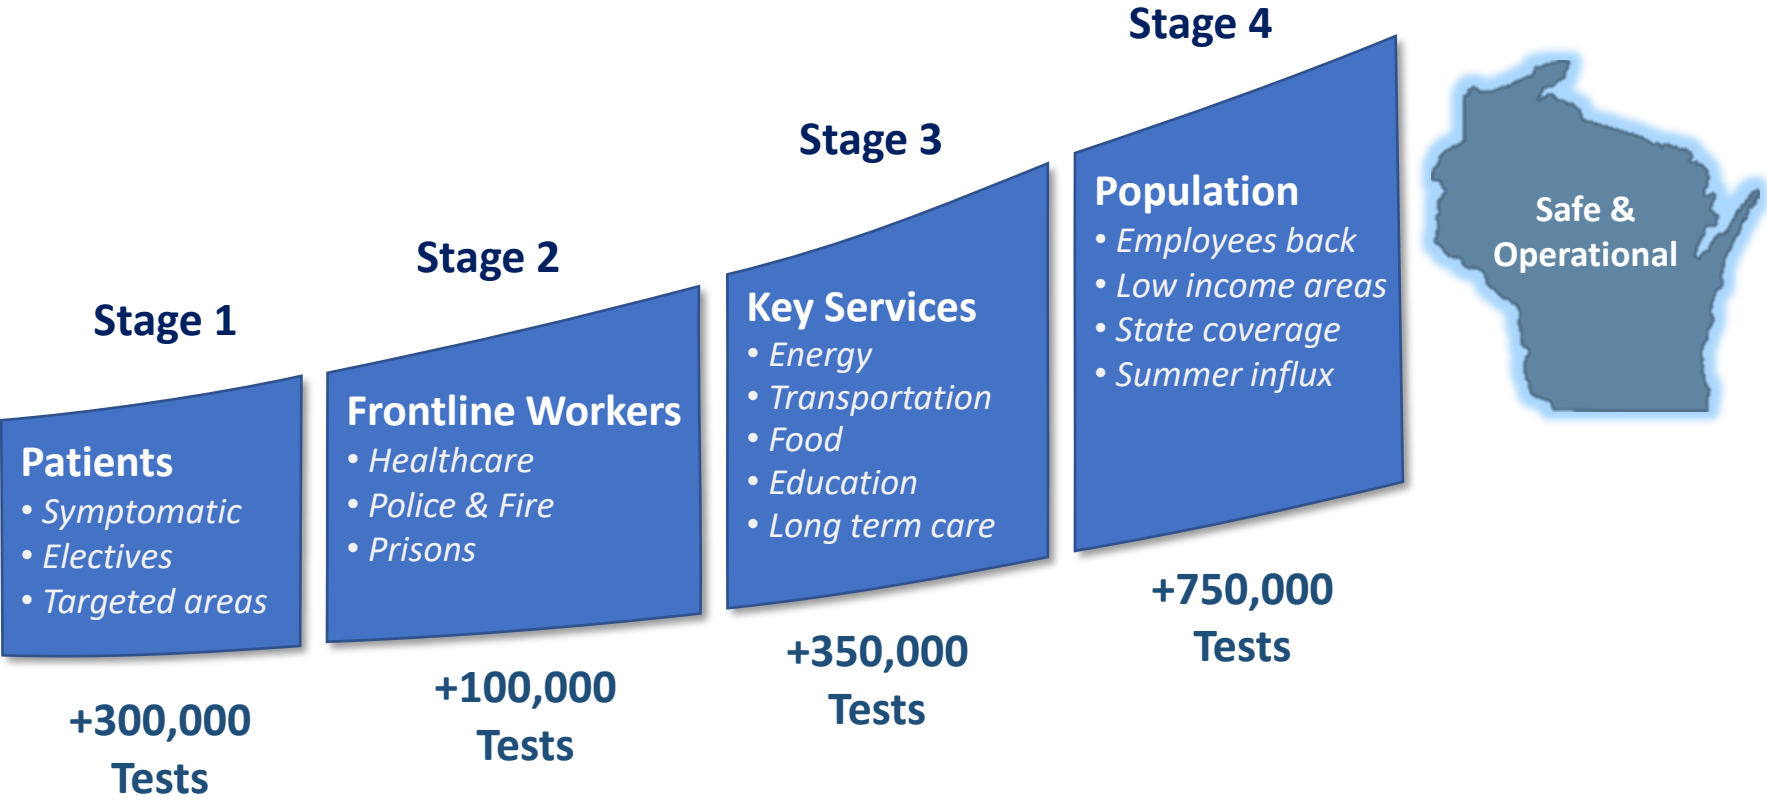 Stage 1
Patients
• Symptomatic
• Electives
• Targeted areas
+300,000
Tests
Stage 2
Frontline Workers
• Healthcare
• Police & Fire
• Prisons
+100,000
Tests
Stage 3
Key Services
• Energy
• Transportation
• Food
• Education
• Long term care
+350,000
Tests
Stage 4
Population
• Employees back
• Low income areas
• State coverage
• Summer influx
+750,000
Tests
Safe &
Operational